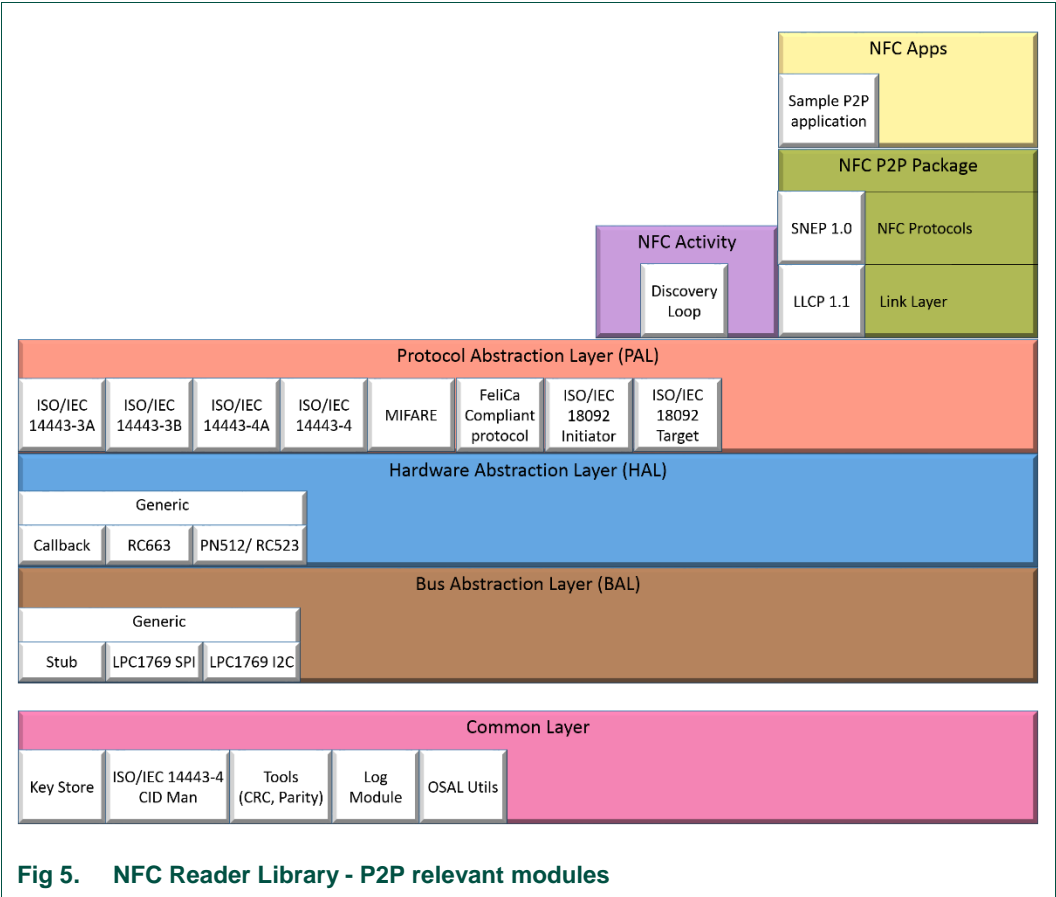 NFC Apps
Sample P2P
application
NFC P2P Package
SNEP 1.0
NFC Protocols
LLCP 1.1
Link Layer
NFC Activity
Discovery
Loop
Protocol Abstraction Layer (PAL)
ISO/IEC
14443-3A
ISO/IEC
14443-3B
ISO/IEC
14443-4A
ISO/IEC
14443-4
MIFARE
FeliCa
Compliant
protocol
ISO/IEC
18092
Initiator
ISO/IEC
18092
Target
Hardware Abstraction Layer (HAL)
Generic
Callback
RC663
PN512/ RC523
Bus Abstraction Layer (BAL)
Generic
Stub
LPC1769 SPI
LPC1769 I2C
Common Layer
Key Store
ISO/IEC 14443-4
CID Man
Tools
(CRC, Parity)
Log
Module
OSAL Utils
Fig 5. NFC Reader Library - P2P relevant modules